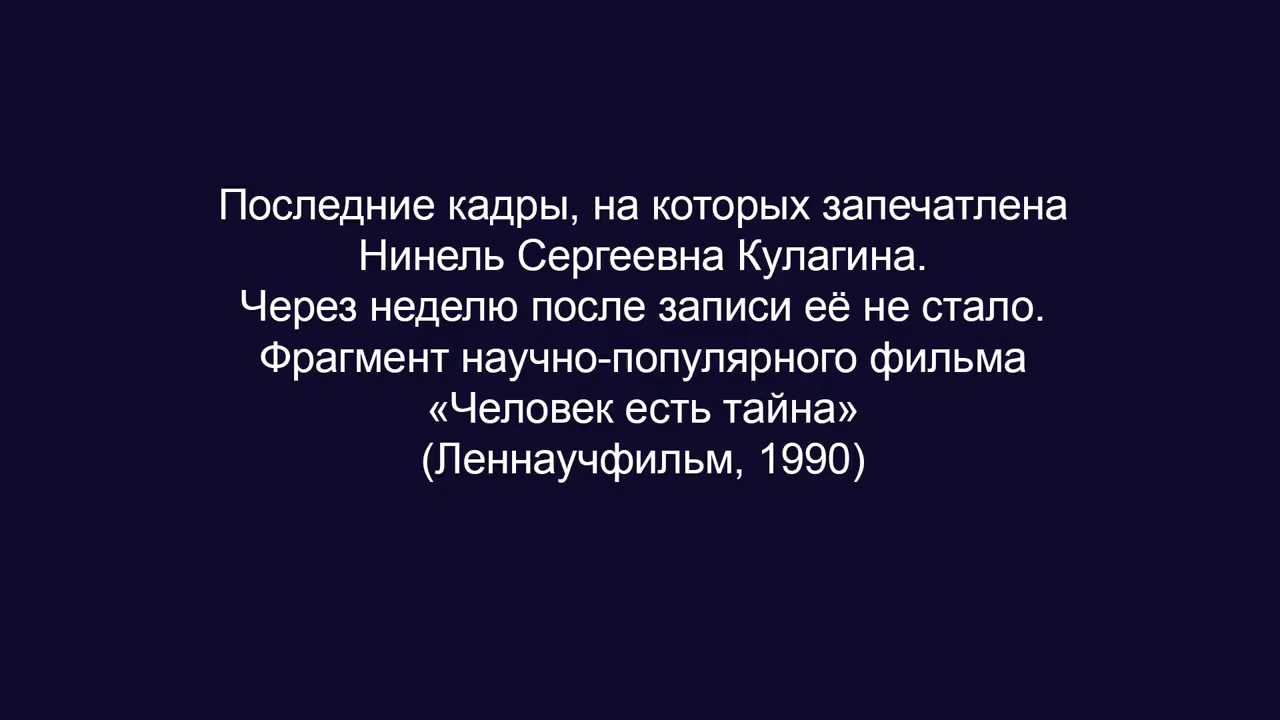 Последние кадры, на которых запечатлена
Нинель Сергеевна Кулагина.
Через неделю после записи её не стало.
Фрагмент научно-популярного фильма
«Человек есть тайна»
(Леннаучфильм, 1990)